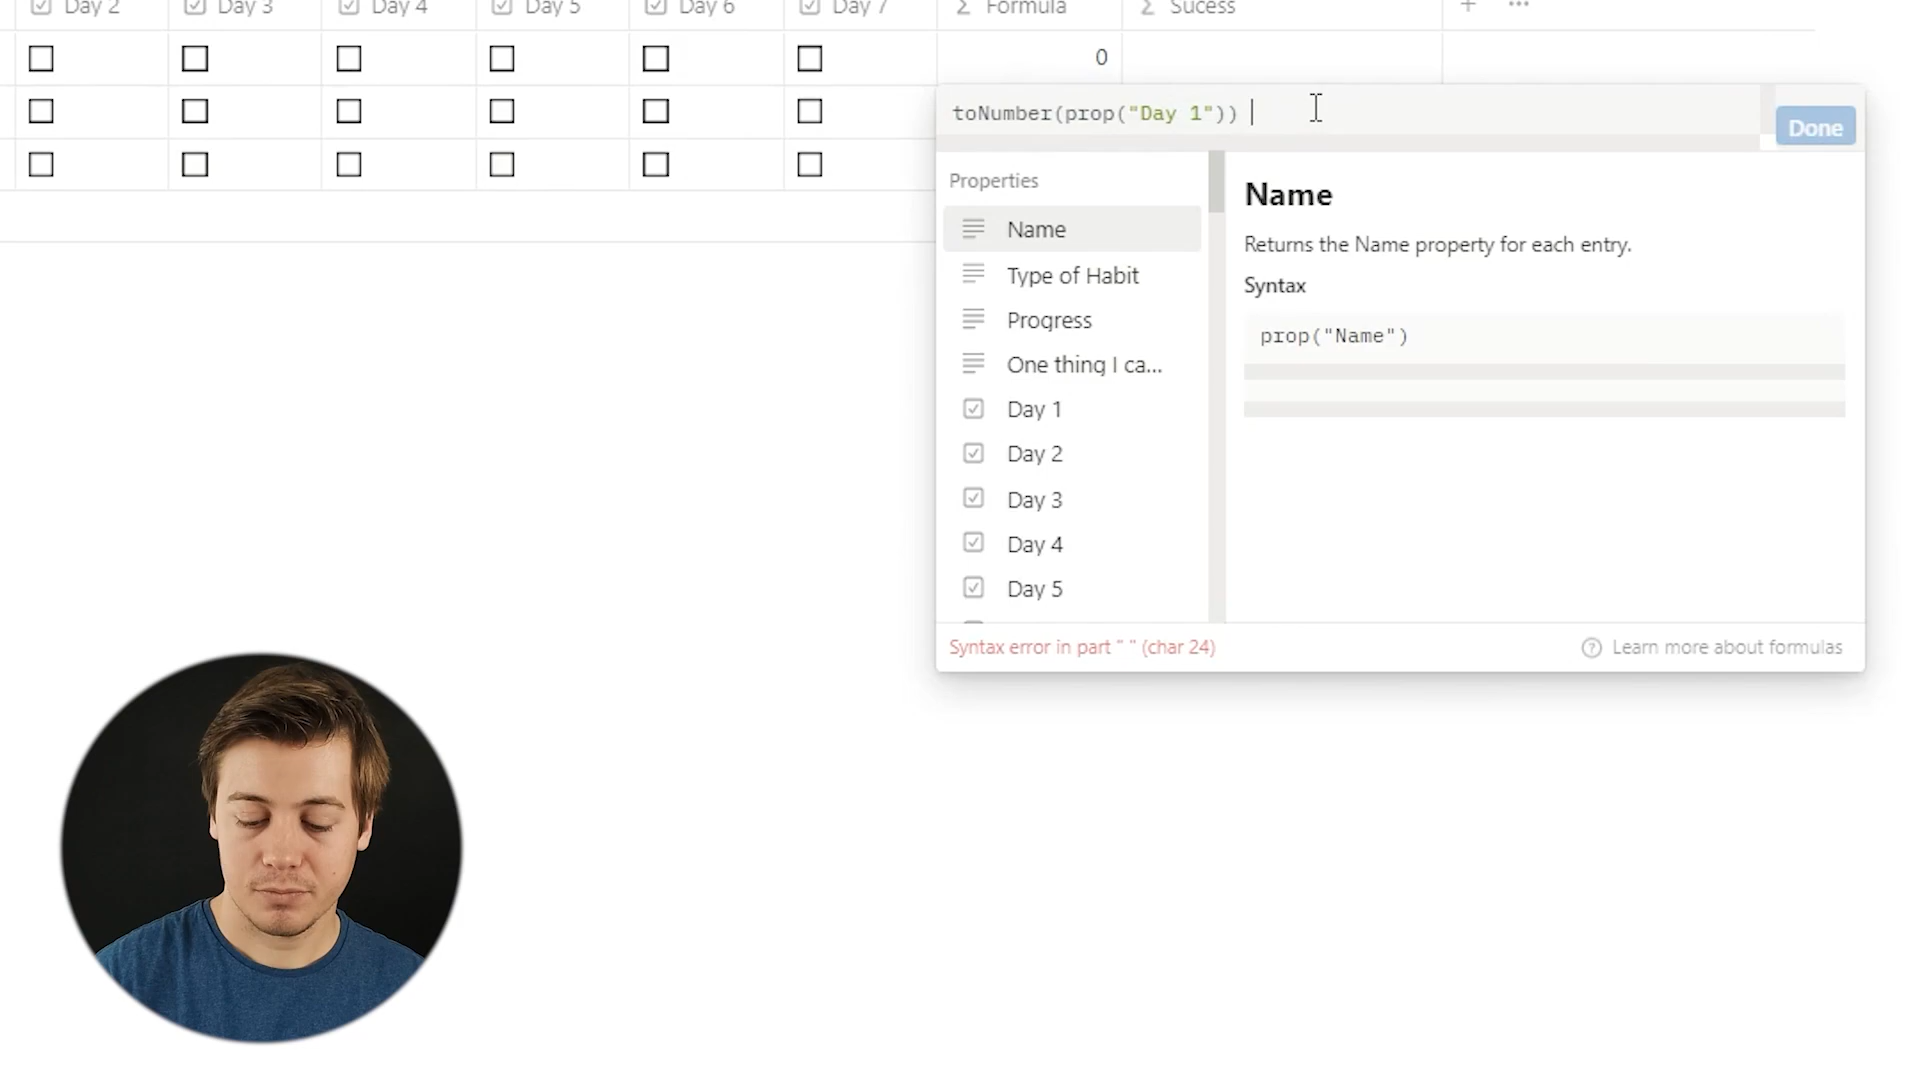 Day 2 Day 3 Day 4 Day 5 Day 6 Day 7 Σ Formula Σ Sucess + ...
0
toNumber(prop("Day 1"))
Done
Properties
Name
Type of Habit
Progress
One thing I ca...
Day 1
Day 2
Day 3
Day 4
Day 5
Name
Returns the Name property for each entry.
Syntax
prop("Name")
Syntax error in part " " (char 24)
Learn more about formulas